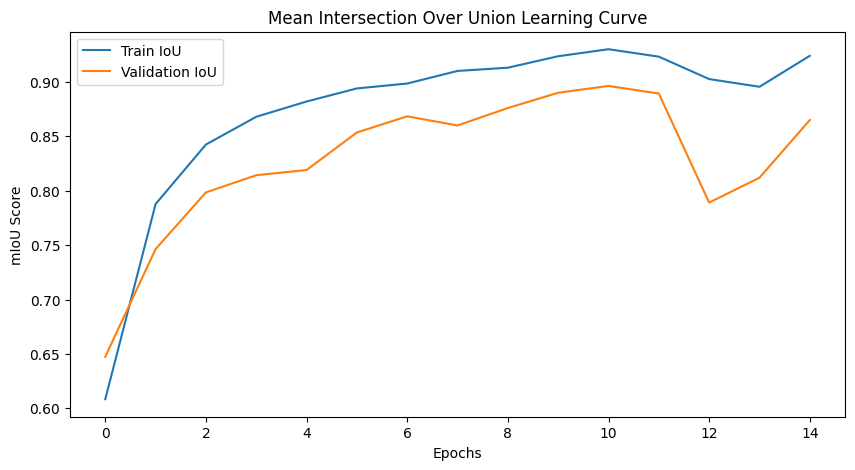 Mean Intersection Over Union Learning Curve
Train IoU
Validation IoU
mIoU Score
0.90
0.85
0.80
0.75
0.70
0.65
0.60
0 2 4 6 8 10 12 14
Epochs